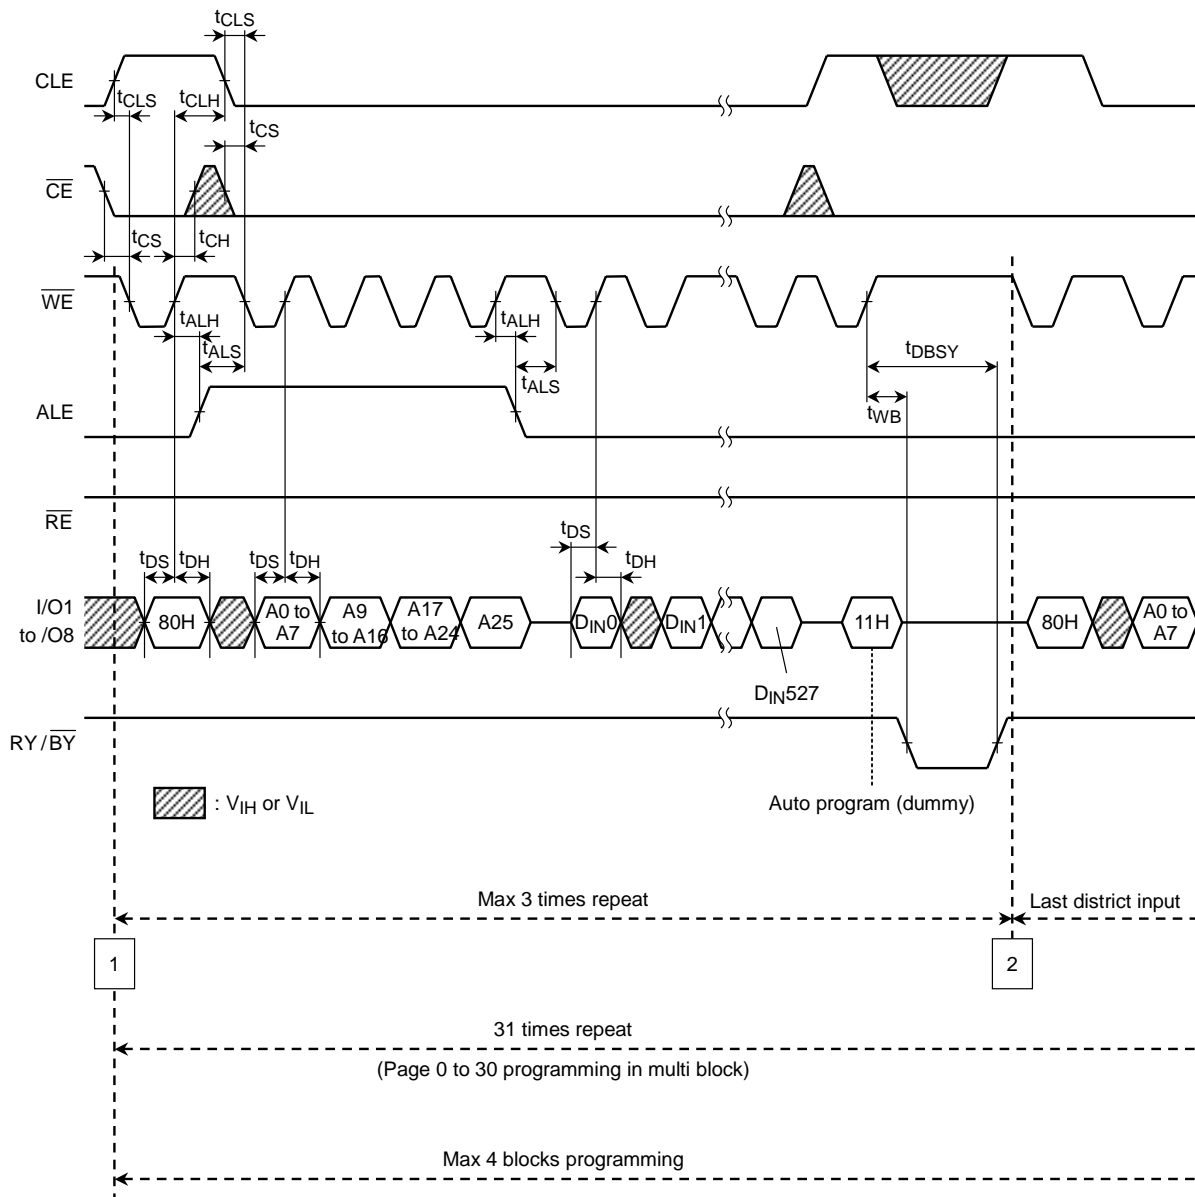 tCLS
CLE
tCLS
tCLH
tCS
CE
tCS
tCH
WE
tALH
tALH
tDBSY
tALS
tALS
ALE
tWB
RE
tDS
tDH
tDS
tDH
tDS
tDH
I/O1
to /O8
80H
A0 to
A7
A9
to A16
A17
to A24
A25
DIN0
DIN1
11H
80H
A0 to
A7
DIN527
RY/BY
: VIH or VIL
Auto program (dummy)
Max 3 times repeat
Last district input
1
2
31 times repeat
(Page 0 to 30 programming in multi block)
Max 4 blocks programming